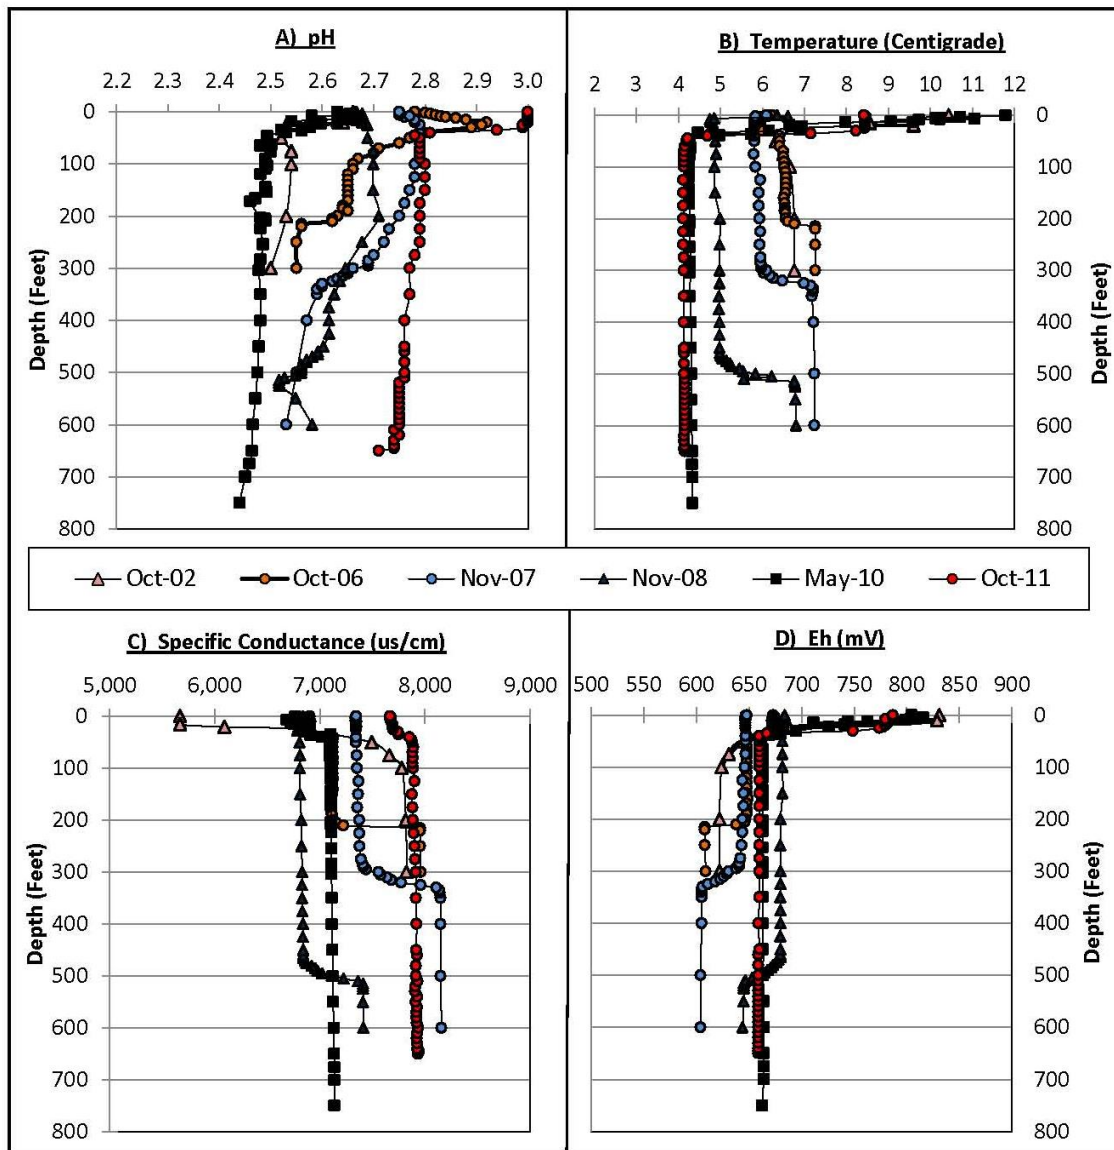 A) pH
2.2 2.3 2.4 2.5 2.6 2.7 2.8 2.9 3.0
0
100
200
300
400
500
600
700
800
Depth (Feet)
B) Temperature (Centigrade)
2 4 5 6 7 8 9 10 11 12
0
100
200
300
400
500
600
700
800
Depth (Feet)
Oct-02 Oct-06 Nov-07 Nov-08 May-10 Oct-11
C) Specific Conductance (us/cm)
5,000 6,000 7,000 8,000 9,000
0
100
200
300
400
500
600
700
800
Depth (Feet)
D) Eh (mV)
500 550 600 650 700 750 800 850 900
0
100
200
300
400
500
600
700
800
Depth (Feet)